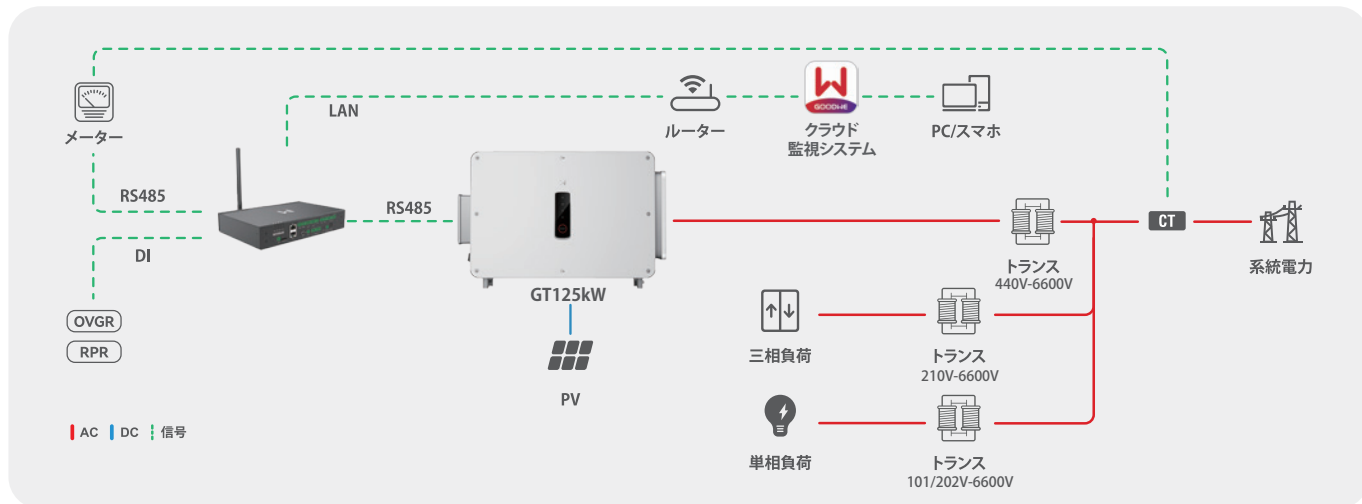 メーター
LAN
ルーター
GOODWE
クラウド
監視システム
PC/スマホ
RS485
RS485
DI
GT125kW
OVGR
RPR
PV
トランス
440V-6600V
CT
系統電力
三相負荷
トランス
210V-6600V
単相負荷
トランス
101/202V-6600V
AC DC 信号